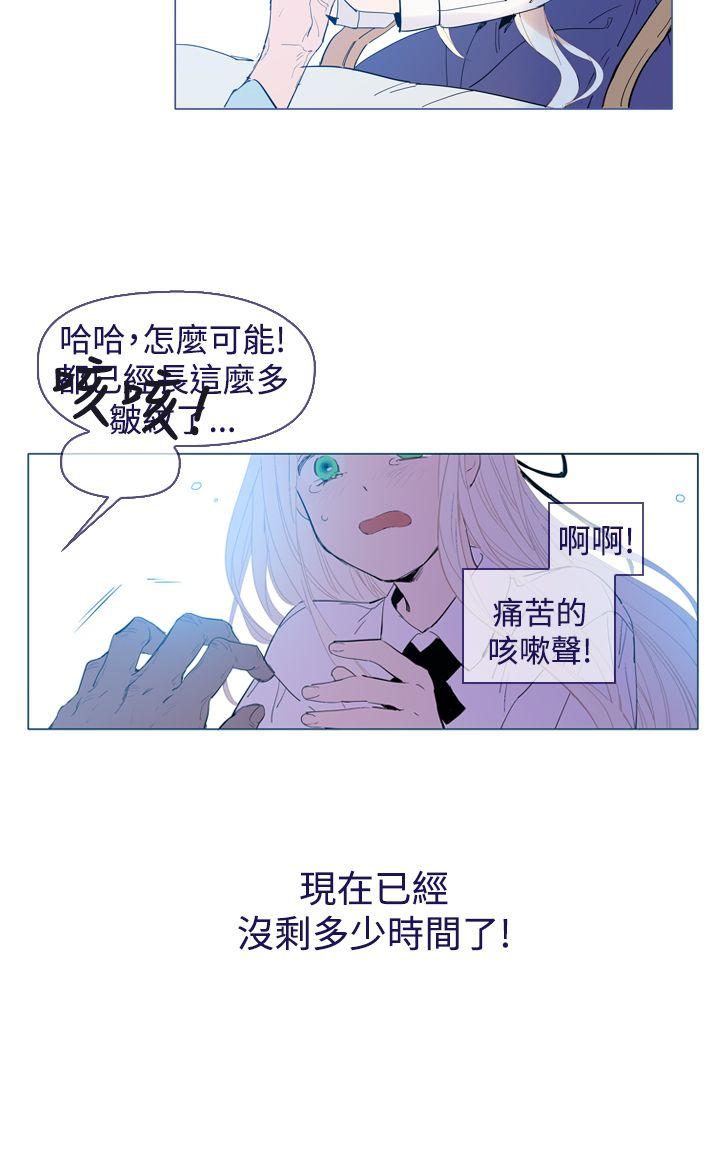 哈哈，怎麼可能！
都已經長這麼多
皺紋了…
咳咳！
啊啊！
痛苦的
咳嗽聲！
現在已經
沒剩多少時間了！